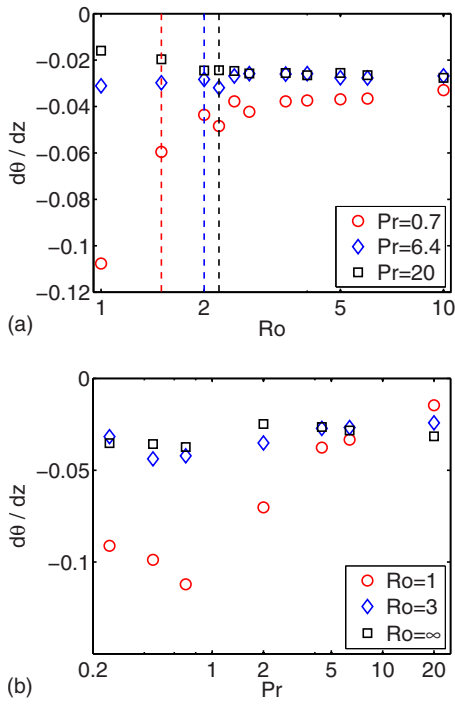 0
−0.02
−0.04
−0.06
−0.08
−0.1
−0.12
dθ / dz
Pr=0.7
Pr=6.4
Pr=20
1
2
5
10
(a)
Ro
0
−0.05
−0.1
dθ / dz
Ro=1
Ro=3
Ro=∞
0.2
1
2
5
10
20
(b)
Pr